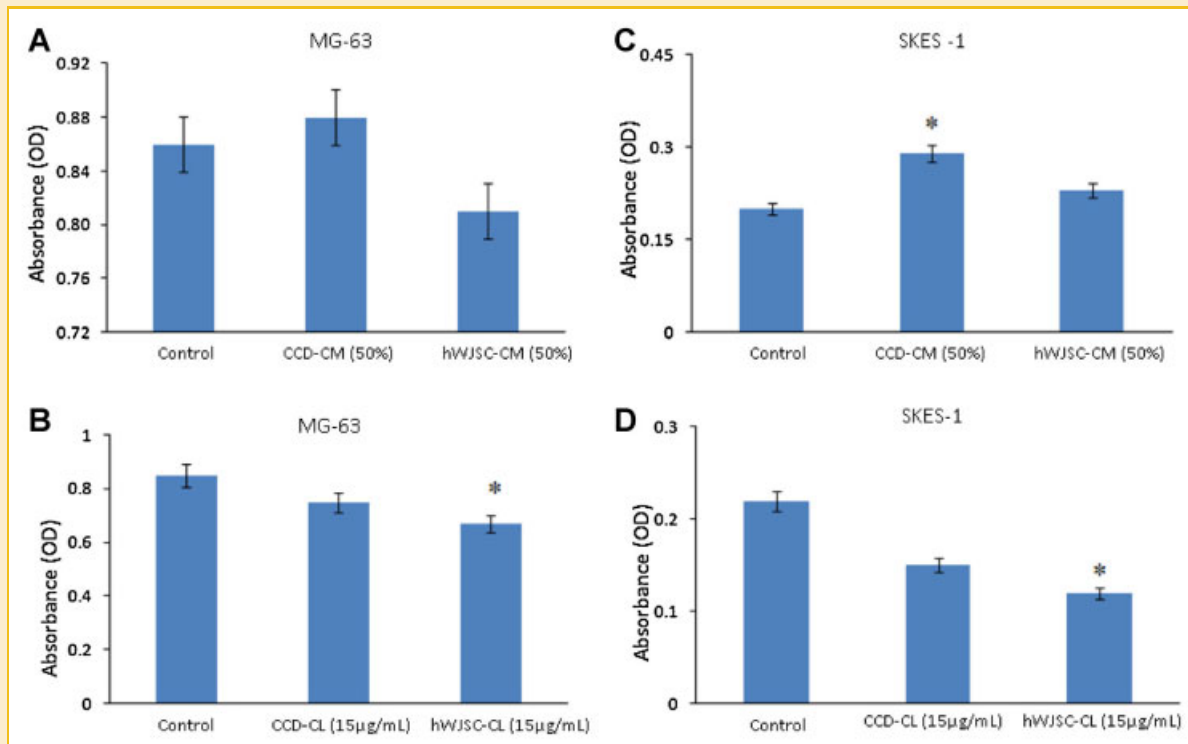 A
MG-63
Absorbance (OD)
0.92
0.88
0.84
0.80
0.76
0.72
Control
CCD-CM (50%)
hWJSC-CM (50%)
C
SKES -1
Absorbance (OD)
0.45
0.3
0.15
0
*
Control
CCD-CM (50%)
hWJSC-CM (50%)
B
MG-63
Absorbance (OD)
1
0.8
0.6
0.4
0.2
0
*
Control
CCD-CL (15µg/mL)
hWJSC-CL (15µg/mL)
D
SKES-1
Absorbance (OD)
0.3
0.2
0.1
0
*
Control
CCD-CL (15µg/mL)
hWJSC-CL (15µg/mL)